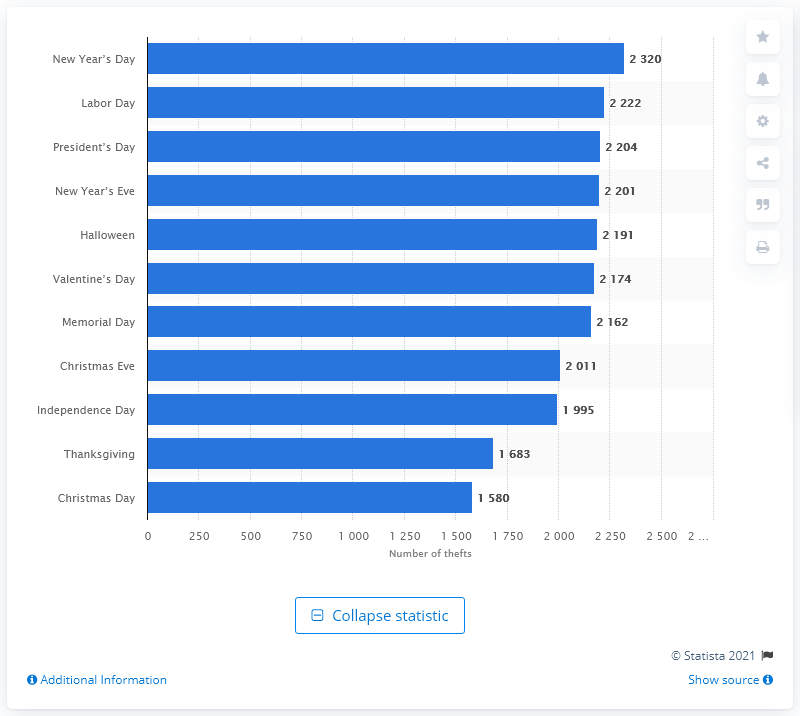 New Year's Day 2 320
Labor Day 2 222
President's Day 2 204
New Year's Eve 2 201
Halloween 2 191
Valentine's Day 2 174
Memorial Day 2 162
Christmas Eve 2 011
Independence Day 1 995
Thanksgiving 1 683
Christmas Day 1 580
0 250 500 750 1 000 1 250 1 500 1 750 2 000 2 250 2 500 2 ...
Number of thefts
Collapse statistic
© Statista 2021
Additional Information Show source